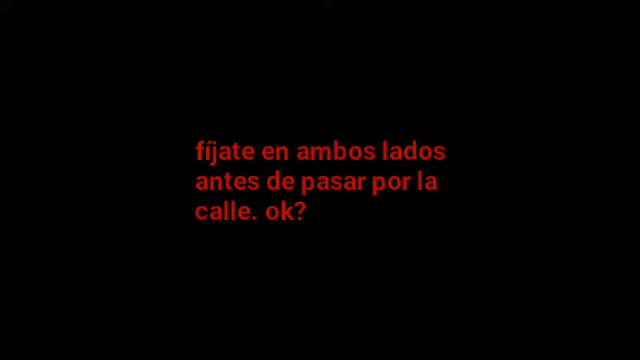 fíjate en ambos lados
antes de pasar por la
calle. ok?